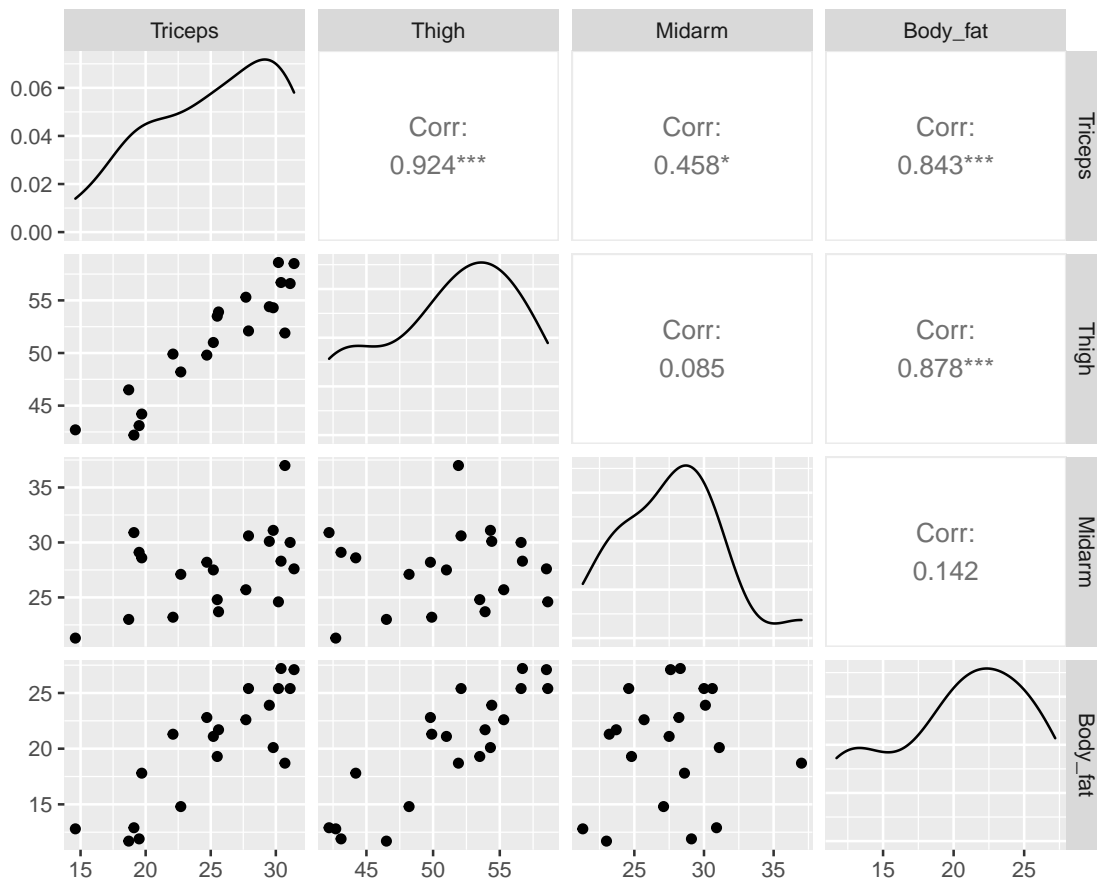 Triceps Thigh Midarm Body_fat
0.06
0.04
0.02
0.00
Corr:
0.924***
Corr:
0.458*
Corr:
0.843***
Triceps
55
50
45
Corr:
0.085
Corr:
0.878***
Thigh
35
30
25
Corr:
0.142
Midarm
25
20
15
Body_fat
15 20 25 30 45 50 55 25 30 35 15 20 25